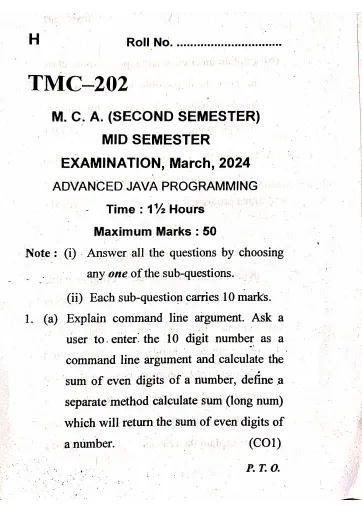 H
Roll No. ...............................
TMC–202
M. C. A. (SECOND SEMESTER)
MID SEMESTER
EXAMINATION, March, 2024
ADVANCED JAVA PROGRAMMING
Time : 1½ Hours
Maximum Marks : 50
Note : (i) Answer all the questions by choosing
any one of the sub-questions.
(ii) Each sub-question carries 10 marks.
1. (a) Explain command line argument. Ask a
user to enter the 10 digit number as a
command line argument and calculate the
sum of even digits of a number, define a
separate method calculate sum (long num)
which will return the sum of even digits of
a number. (CO1)
P. T. O.